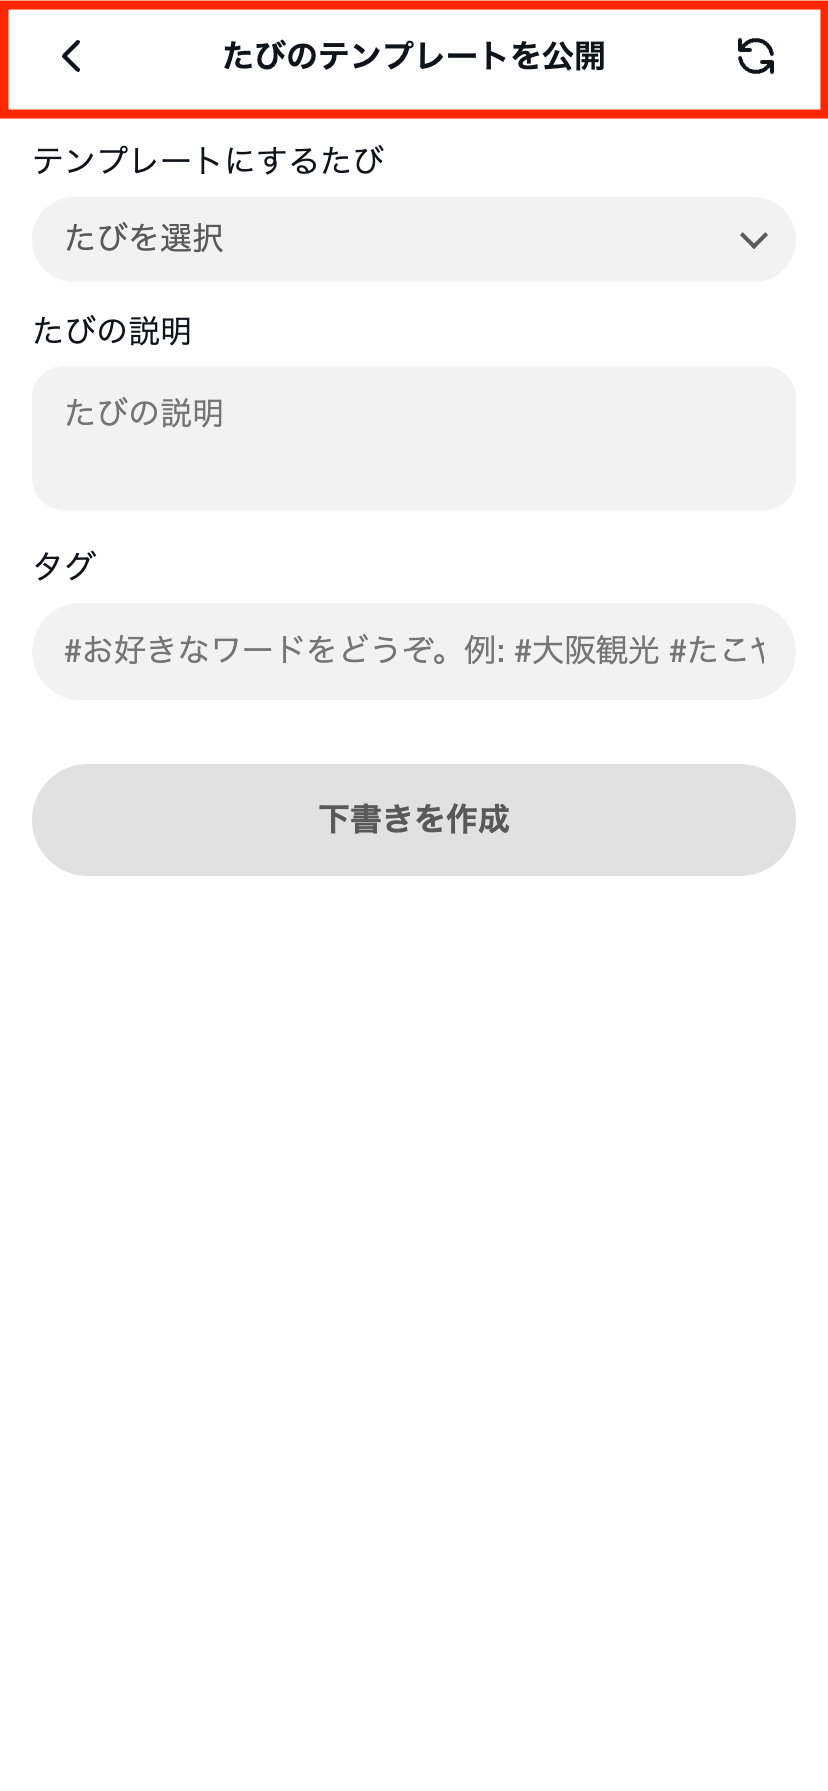 たびのテンプレートを公開
テンプレートにするたび
たびを選択
たびの説明
たびの説明
タグ
#お好きなワードをどうぞ。例: #大阪観光 #たこ
下書きを作成